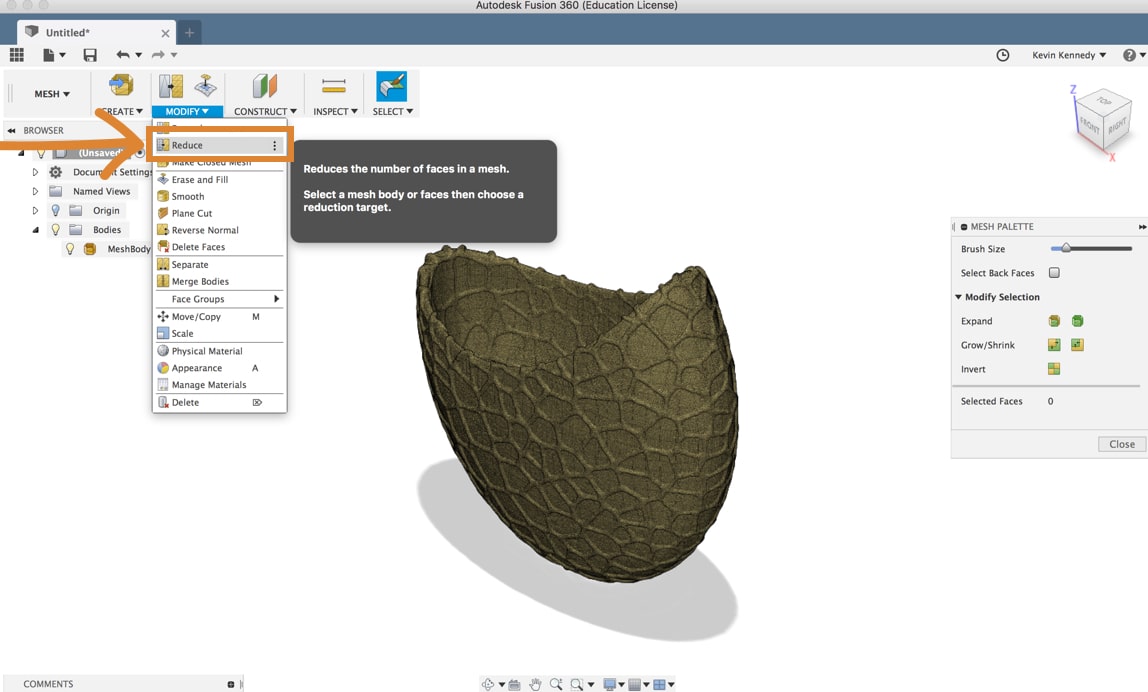 Autodesk Fusion 360 (Education License)
Untitled*
Kevin Kennedy
MESH
CREATE
MODIFY
CONSTRUCT
INSPECT
SELECT
BROWSER
(Unsaved)
Document Settings
Named Views
Origin
Bodies
MeshBody
Reduce
Make Closed Mesh
Erase and Fill
Smooth
Plane Cut
Reverse Normal
Delete Faces
Separate
Merge Bodies
Face Groups
Move/Copy M
Scale
Physical Material
Appearance A
Manage Materials
Delete
Reduces the number of faces in a mesh.
Select a mesh body or faces then choose a
reduction target.
Z
TOP
FRONT
RIGHT
X
MESH PALETTE
Brush Size
Select Back Faces
Modify Selection
Expand
Grow/Shrink
Invert
Selected Faces 0
Close
COMMENTS